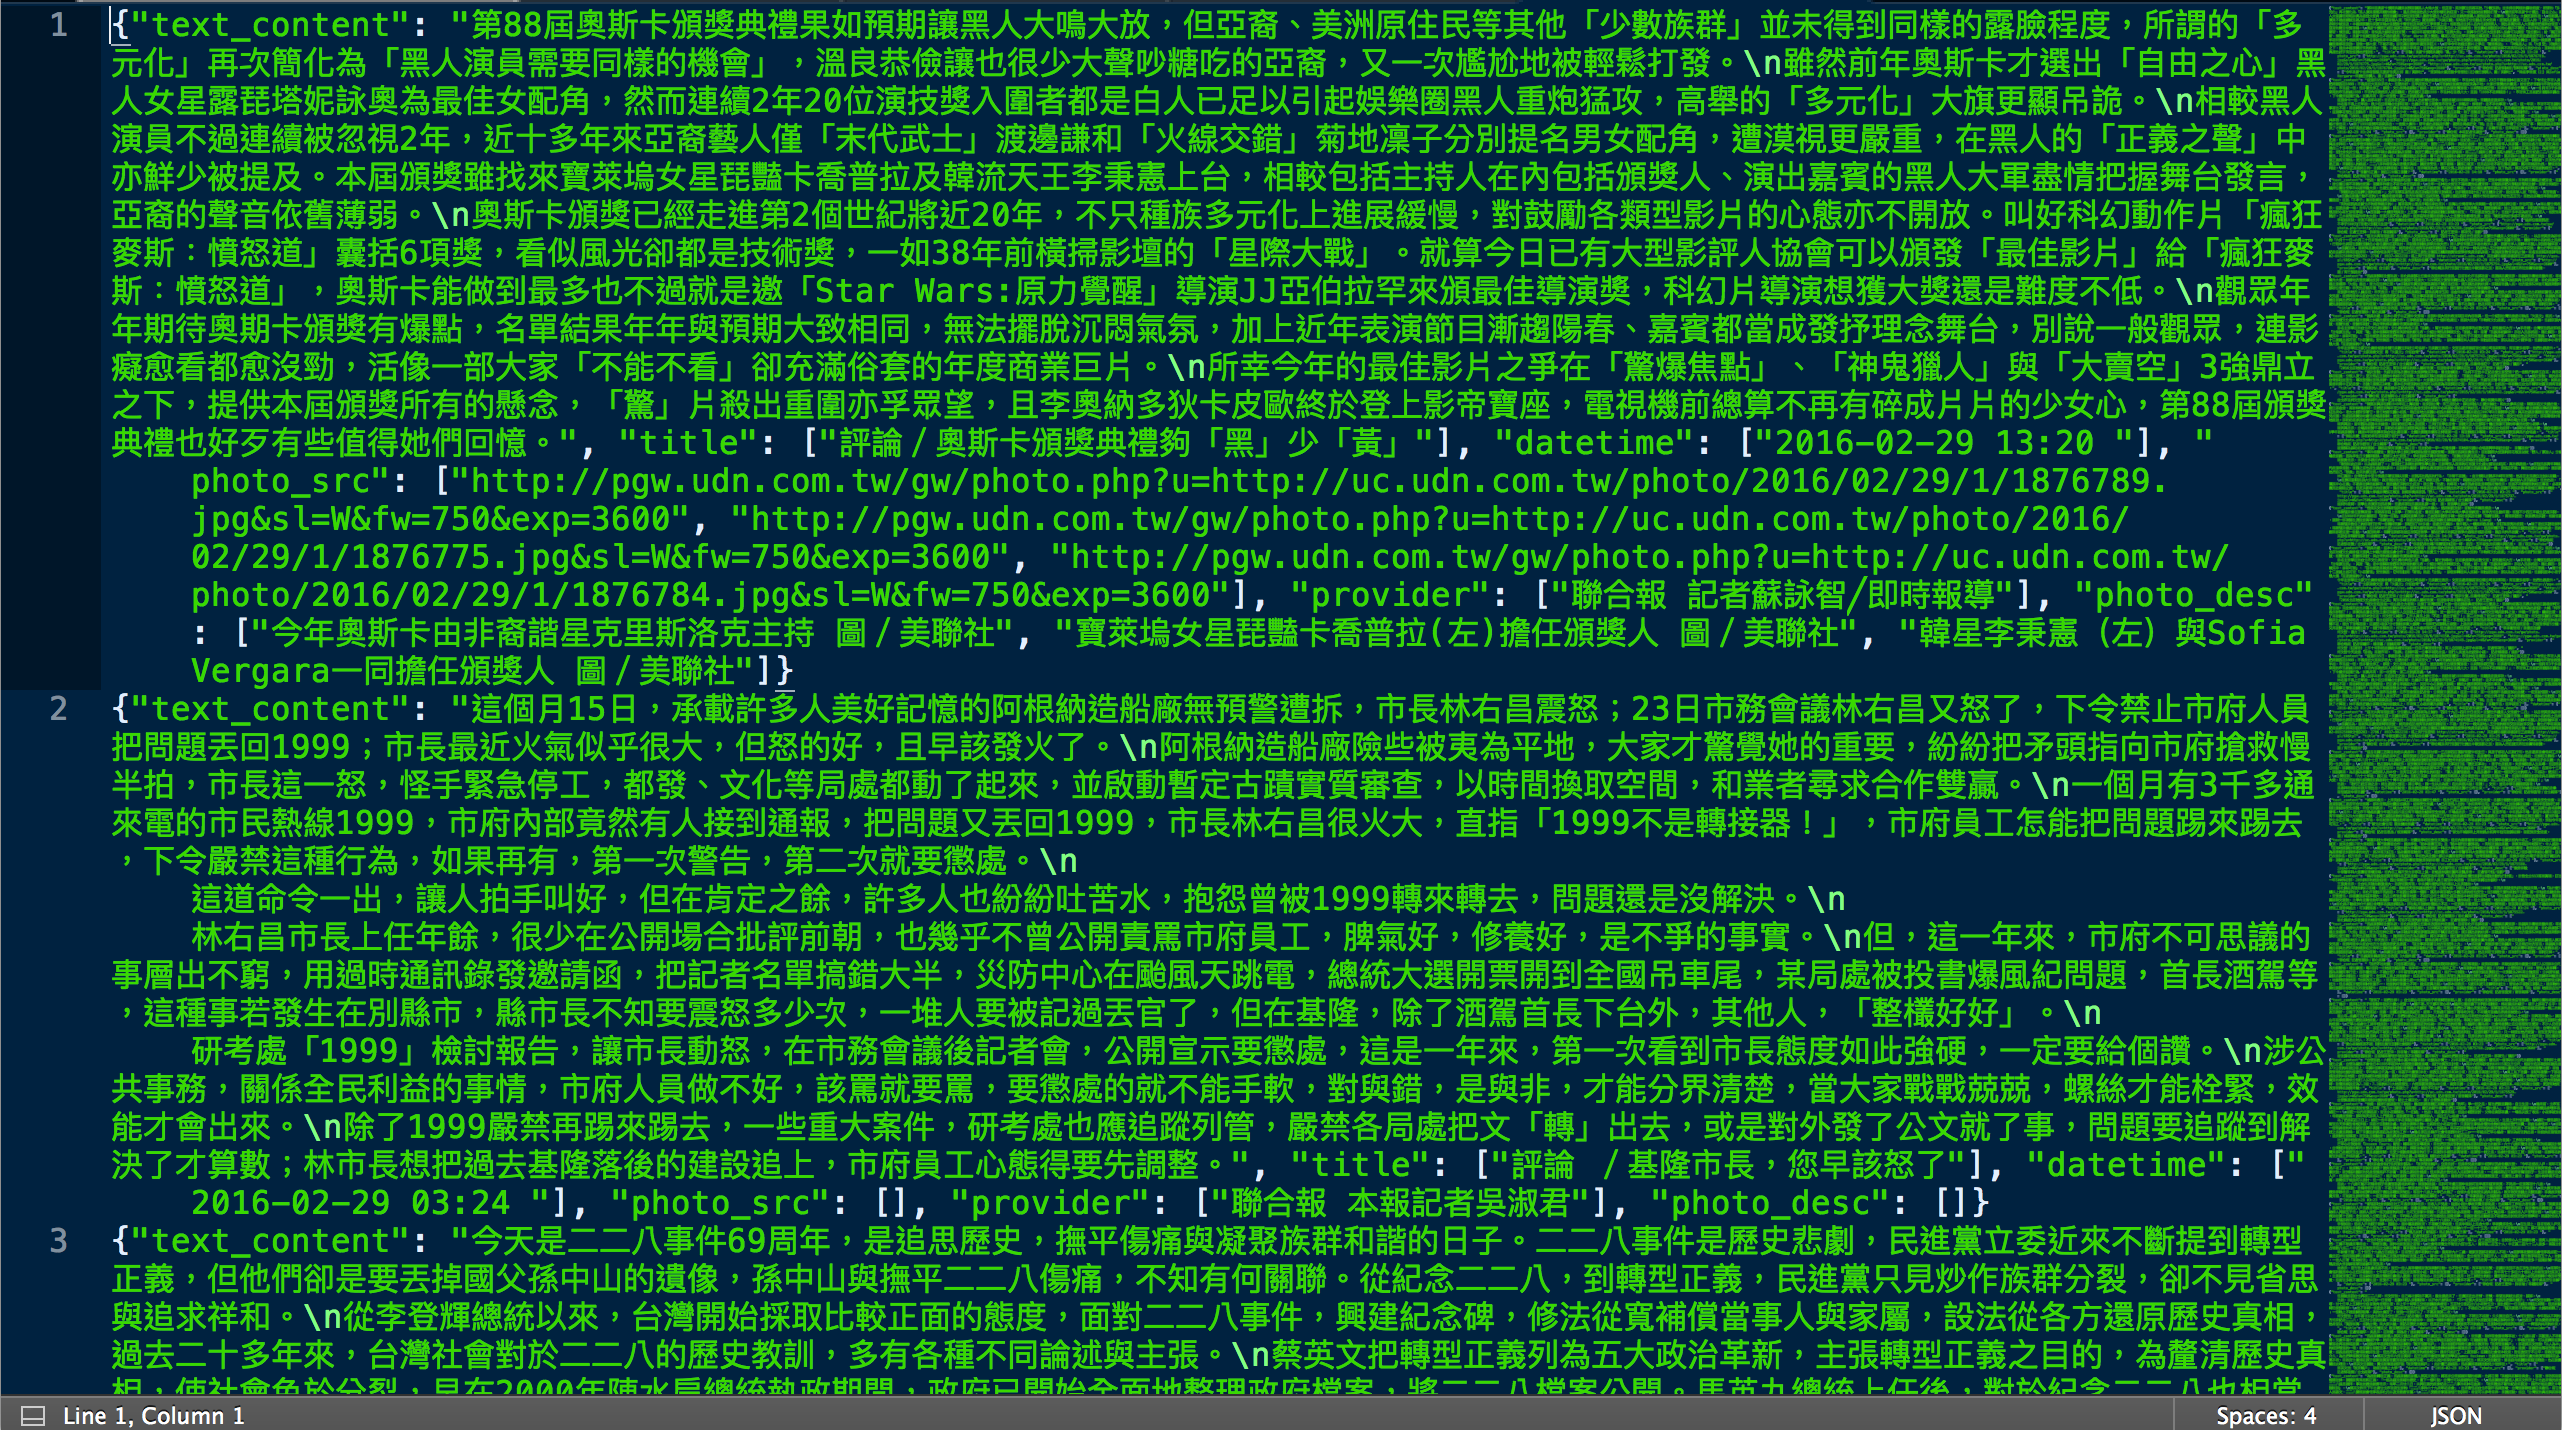 1 {"text_content": "第88屆奧斯卡頒獎典禮果如預期讓黑人大鳴大放，但亞裔、美洲原住民等其他「少數族群」並未得到同樣的露臉程度，所謂的「多
元化」再次簡化為「黑人演員需要同樣的機會」，溫良恭儉讓也很少大聲吵糖吃的亞裔，又一次尷尬地被輕鬆打發。\n雖然前年奧斯卡才選出「自由之心」黑
人女星露琵塔妮詠奧為最佳女配角，然而連續2年20位演技獎入圍者都是白人已足以引起娛樂圈黑人重炮猛攻，高舉的「多元化」大旗更顯吊詭。\n相較黑人
演員不過連續被忽視2年，近十多年來亞裔藝人僅「末代武士」渡邊謙和「火線交錯」菊地凜子分別提名男女配角，遭漠視更嚴重，在黑人的「正義之聲」中
亦鮮少被提及。本屆頒獎雖找來寶萊塢女星琵豔卡喬普拉及韓流天王李秉憲上台，相較包括主持人在內包括頒獎人、演出嘉賓的黑人大軍盡情把握舞台發言，
亞裔的聲音依舊薄弱。\n奧斯卡頒獎已經走進第2個世紀將近20年，不只種族多元化上進展緩慢，對鼓勵各類型影片的心態亦不開放。叫好科幻動作片「瘋狂
麥斯：憤怒道」囊括6項獎，看似風光卻都是技術獎，一如38年前橫掃影壇的「星際大戰」。就算今日已有大型影評人協會可以頒發「最佳影片」給「瘋狂麥
斯：憤怒道」，奧斯卡能做到最多也不過就是邀「Star Wars:原力覺醒」導演JJ亞伯拉罕來頒最佳導演獎，科幻片導演想獲大獎還是難度不低。\n觀眾年
年期待奧期卡頒獎有爆點，名單結果年年與預期大致相同，無法擺脫沉悶氣氛，加上近年表演節目漸趨陽春、嘉賓都當成發抒理念舞台，別說一般觀眾，連影
癡愈看都愈沒勁，活像一部大家「不能不看」卻充滿俗套的年度商業巨片。\n所幸今年的最佳影片之爭在「驚爆焦點」、「神鬼獵人」與「大賣空」3強鼎立
之下，提供本屆頒獎所有的懸念，「驚」片殺出重圍亦孚眾望，且李奧納多狄卡皮歐終於登上影帝寶座，電視機前總算不再有碎成片片的少女心，第88屆頒獎
典禮也好歹有些值得她們回憶。", "title": ["評論／奧斯卡頒獎典禮夠「黑」少「黃」"], "datetime": ["2016-02-29 13:20 "], "
photo_src": ["http://pgw.udn.com.tw/gw/photo.php?u=http://uc.udn.com.tw/photo/2016/02/29/1/1876789.
jpg&sl=W&fw=750&exp=3600", "http://pgw.udn.com.tw/gw/photo.php?u=http://uc.udn.com.tw/photo/2016/
02/29/1/1876775.jpg&sl=W&fw=750&exp=3600", "http://pgw.udn.com.tw/gw/photo.php?u=http://uc.udn.com.tw/
photo/2016/02/29/1/1876784.jpg&sl=W&fw=750&exp=3600"], "provider": ["聯合報 記者蘇詠智╱即時報導"], "photo_desc"
: ["今年奧斯卡由非裔諧星克里斯洛克主持 圖／美聯社", "寶萊塢女星琵豔卡喬普拉(左)擔任頒獎人 圖／美聯社", "韓星李秉憲（左）與Sofia
Vergara一同擔任頒獎人 圖／美聯社"]}
2 {"text_content": "這個月15日，承載許多人美好記憶的阿根納造船廠無預警遭拆，市長林右昌震怒；23日市務會議林右昌又怒了，下令禁止市府人員
把問題丟回1999；市長最近火氣似乎很大，但怒的好，且早該發火了。\n阿根納造船廠險些被夷為平地，大家才驚覺她的重要，紛紛把矛頭指向市府搶救慢
半拍，市長這一怒，怪手緊急停工，都發、文化等局處都動了起來，並啟動暫定古蹟實質審查，以時間換取空間，和業者尋求合作雙贏。\n一個月有3千多通
來電的市民熱線1999，市府內部竟然有人接到通報，把問題又丟回1999，市長林右昌很火大，直指「1999不是轉接器！」，市府員工怎能把問題踢來踢去
，下令嚴禁這種行為，如果再有，第一次警告，第二次就要懲處。\n
這道命令一出，讓人拍手叫好，但在肯定之餘，許多人也紛紛吐苦水，抱怨曾被1999轉來轉去，問題還是沒解決。\n
林右昌市長上任年餘，很少在公開場合批評前朝，也幾乎不曾公開責罵市府員工，脾氣好，修養好，是不爭的事實。\n但，這一年來，市府不可思議的
事層出不窮，用過時通訊錄發邀請函，把記者名單搞錯大半，災防中心在颱風天跳電，總統大選開票開到全國吊車尾，某局處被投書爆風紀問題，首長酒駕等
，這種事若發生在別縣市，縣市長不知要震怒多少次，一堆人要被記過丟官了，但在基隆，除了酒駕首長下台外，其他人，「整欉好好」。\n
研考處「1999」檢討報告，讓市長動怒，在市務會議後記者會，公開宣示要懲處，這是一年來，第一次看到市長態度如此強硬，一定要給個讚。\n涉公
共事務，關係全民利益的事情，市府人員做不好，該罵就要罵，要懲處的就不能手軟，對與錯，是與非，才能分界清楚，當大家戰戰兢兢，螺絲才能栓緊，效
能才會出來。\n除了1999嚴禁再踢來踢去，一些重大案件，研考處也應追蹤列管，嚴禁各局處把文「轉」出去，或是對外發了公文就了事，問題要追蹤到解
決了才算數；林市長想把過去基隆落後的建設追上，市府員工心態得要先調整。", "title": ["評論 ／基隆市長，您早該怒了"], "datetime": ["
2016-02-29 03:24 "], "photo_src": [], "provider": ["聯合報 本報記者吳淑君"], "photo_desc": []}
3 {"text_content": "今天是二二八事件69周年，是追思歷史，撫平傷痛與凝聚族群和諧的日子。二二八事件是歷史悲劇，民進黨立委近來不斷提到轉型
正義，但他們卻是要丟掉國父孫中山的遺像，孫中山與撫平二二八傷痛，不知有何關聯。從紀念二二八，到轉型正義，民進黨只見炒作族群分裂，卻不見省思
與追求祥和。\n從李登輝總統以來，台灣開始採取比較正面的態度，面對二二八事件，興建紀念碑，修法從寬補償當事人與家屬，設法從各方還原歷史真相，
過去二十多年來，台灣社會對於二二八的歷史教訓，多有各種不同論述與主張。\n蔡英文把轉型正義列為五大政治革新，主張轉型正義之目的，為釐清歷史真
相，使社會免於分裂，早在2000年陳水扁總統執政期間，政府已開始全面地整理政府檔案，將二二八檔案公開。馬英九總統上任後，對於紀念二二八也相當
Line 1, Column 1
Spaces: 4
JSON